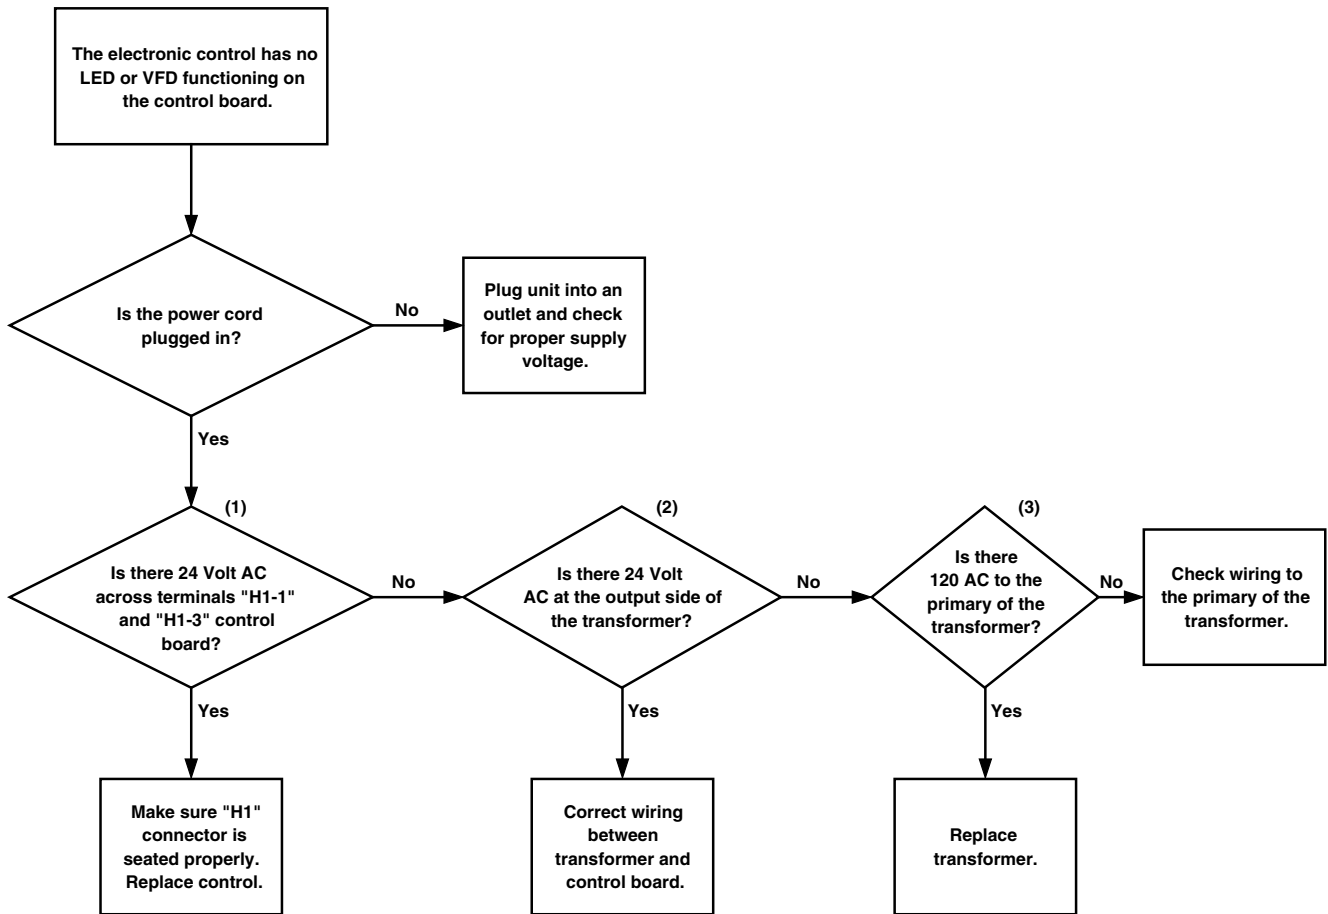 The electronic control has no
LED or VFD functioning on
the control board.
Is the power cord
plugged in?
No
Plug unit into an
outlet and check
for proper supply
voltage.
Yes
(1)
Is there 24 Volt AC
across terminals "H1-1"
and "H1-3" control
board?
No
(2)
Is there 24 Volt
AC at the output side of
the transformer?
No
(3)
Is there
120 AC to the
primary of the
transformer?
No
Check wiring to
the primary of the
transformer.
Yes
Make sure "H1"
connector is
seated properly.
Replace control.
Yes
Correct wiring
between
transformer and
control board.
Yes
Replace
transformer.